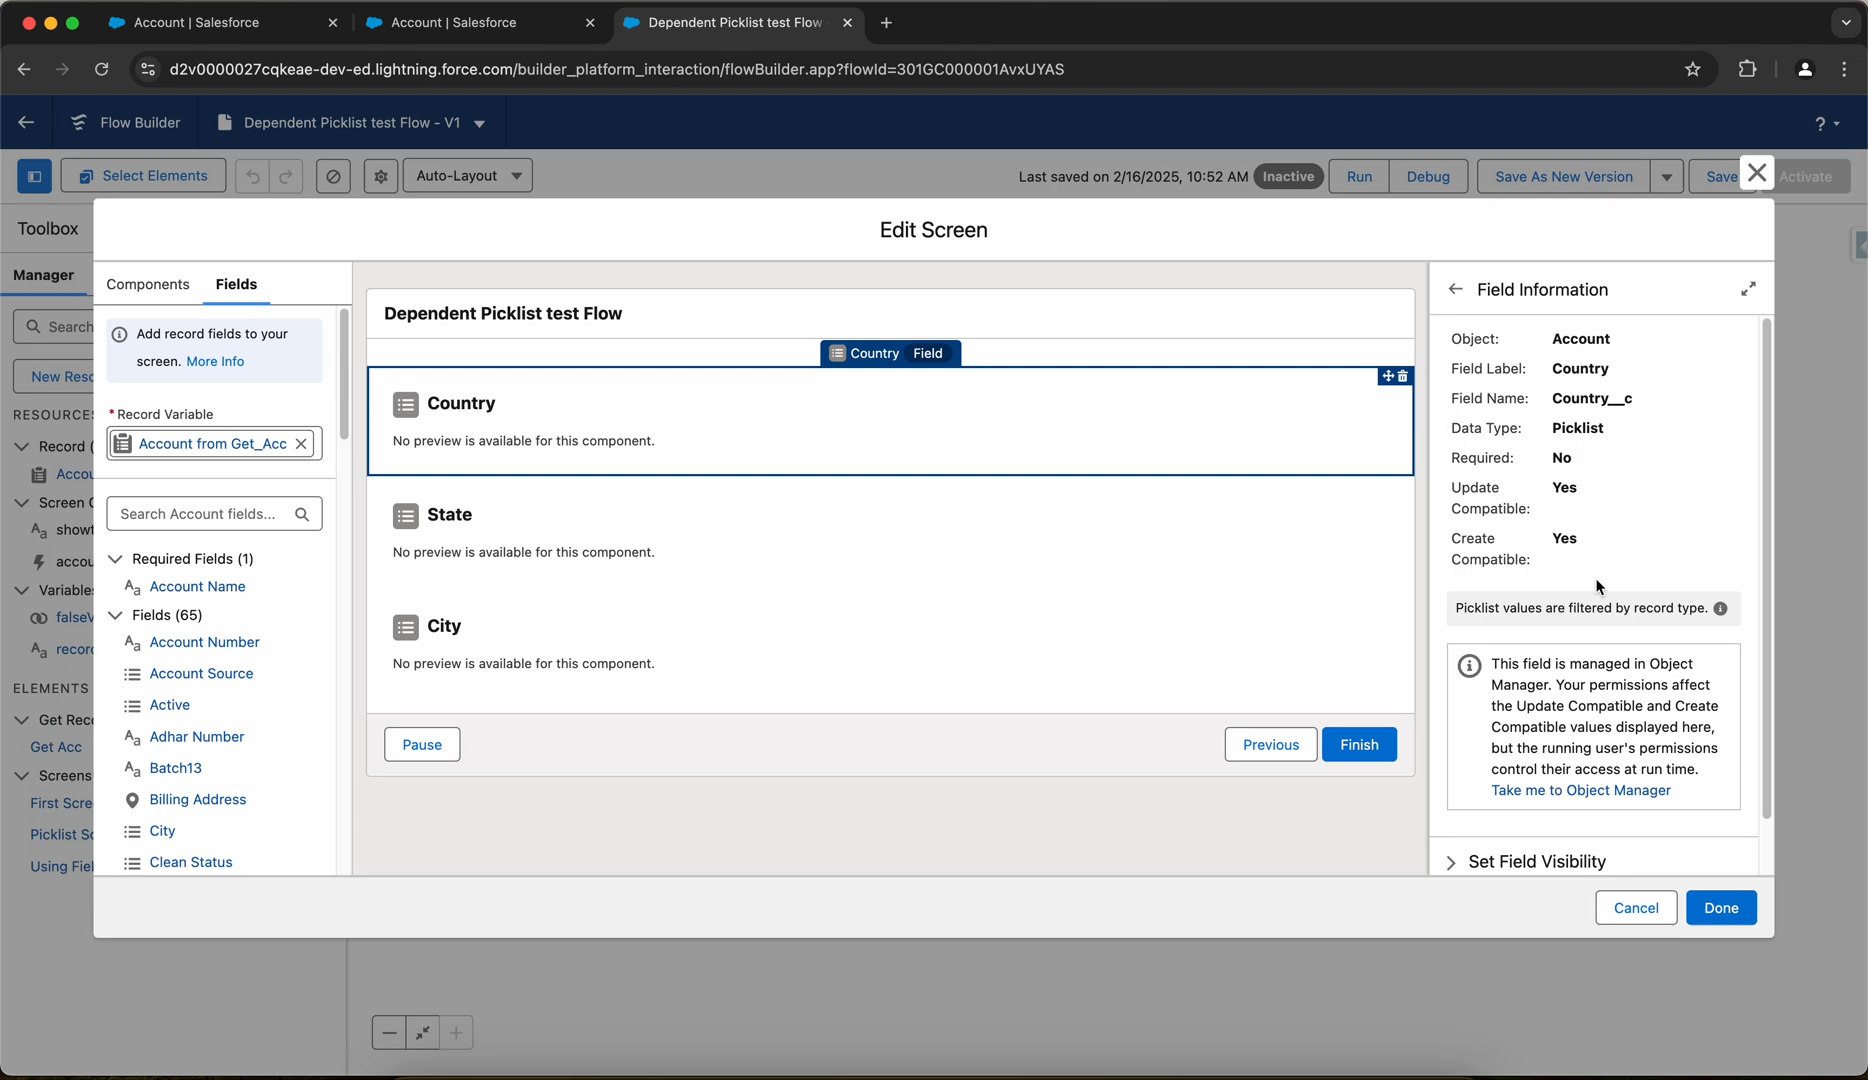 Account | Salesforce
Account | Salesforce
Dependent Picklist test Flow
d2v0000027cqkeae-dev-ed.lightning.force.com/builder_platform_interaction/flowBuilder.app?flowId=301GC000001AvxUYAS
Flow Builder
Dependent Picklist test Flow - V1
?
Select Elements
Auto-Layout
Last saved on 2/16/2025, 10:52 AM
Inactive
Run
Debug
Save As New Version
Save
Activate
Toolbox
Edit Screen
Manager
Components
Fields
Search
Add record fields to your
screen. More Info
New Reso
RESOURCES
* Record Variable
Account from Get_Acc
Record (
Accou
Screen C
Search Account fields...
Aa showt
accou
Required Fields (1)
Aa Account Name
Variables
falseV
Fields (65)
Aa Account Number
Aa recor
Account Source
ELEMENTS
Active
Get Reco
Aa Adhar Number
Get Acc
Aa Batch13
Screens
First Scre
Billing Address
Picklist Sc
City
Using Fiel
Clean Status
Dependent Picklist test Flow
Country Field
Country
No preview is available for this component.
State
No preview is available for this component.
City
No preview is available for this component.
Pause
Previous
Finish
Field Information
Object: Account
Field Label: Country
Field Name: Country__c
Data Type: Picklist
Required: No
Update Yes
Compatible:
Create Yes
Compatible:
Picklist values are filtered by record type.
This field is managed in Object
Manager. Your permissions affect
the Update Compatible and Create
Compatible values displayed here,
but the running user's permissions
control their access at run time.
Take me to Object Manager
Set Field Visibility
Cancel
Done